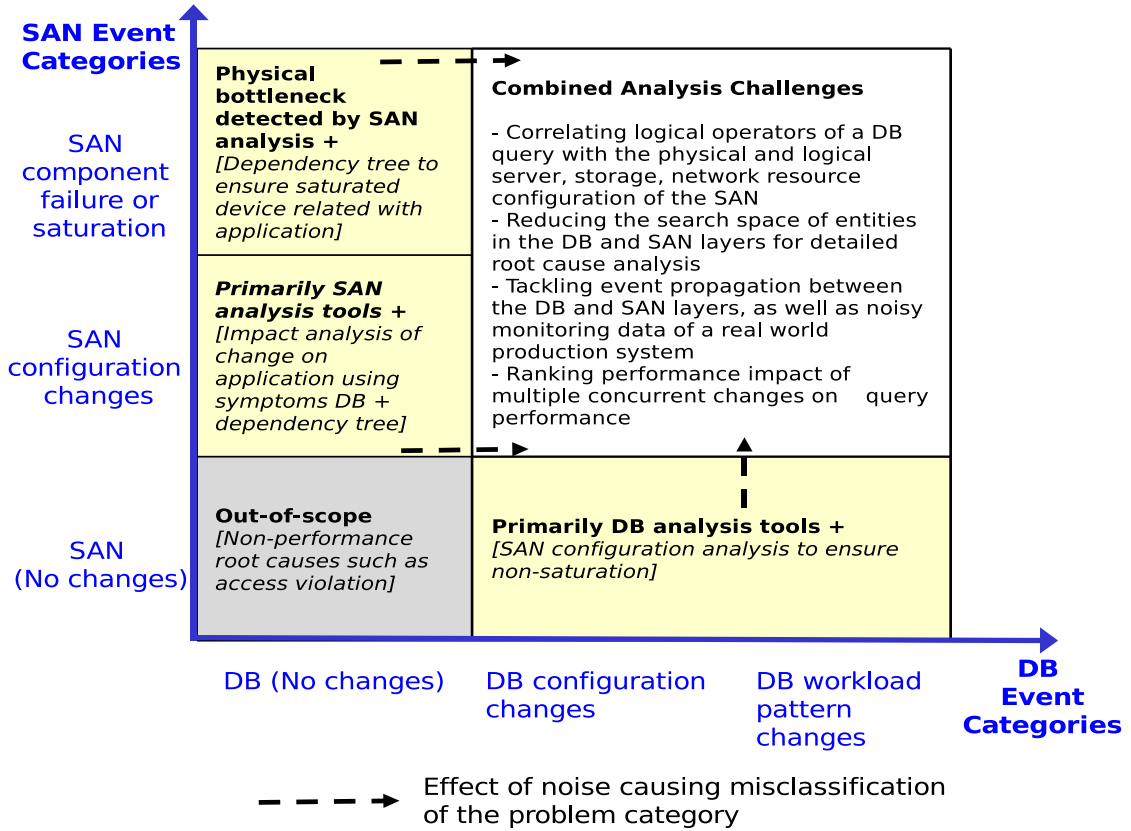 SAN Event
Categories
SAN
component
failure or
saturation
SAN
configuration
changes
SAN
(No changes)
Physical
bottleneck
detected by SAN
analysis +
[Dependency tree to
ensure saturated
device related with
application]
Primarily SAN
analysis tools +
[Impact analysis of
change on
application using
symptoms DB +
dependency tree]
Out-of-scope
[Non-performance
root causes such as
access violation]
Combined Analysis Challenges
- Correlating logical operators of a DB
query with the physical and logical
server, storage, network resource
configuration of the SAN
- Reducing the search space of entities
in the DB and SAN layers for detailed
root cause analysis
- Tackling event propagation between
the DB and SAN layers, as well as noisy
monitoring data of a real world
production system
- Ranking performance impact of
multiple concurrent changes on query
performance
Primarily DB analysis tools +
[SAN configuration analysis to ensure
non-saturation]
DB (No changes)
DB configuration
changes
DB workload
pattern
changes
DB
Event
Categories
Effect of noise causing misclassification
of the problem category